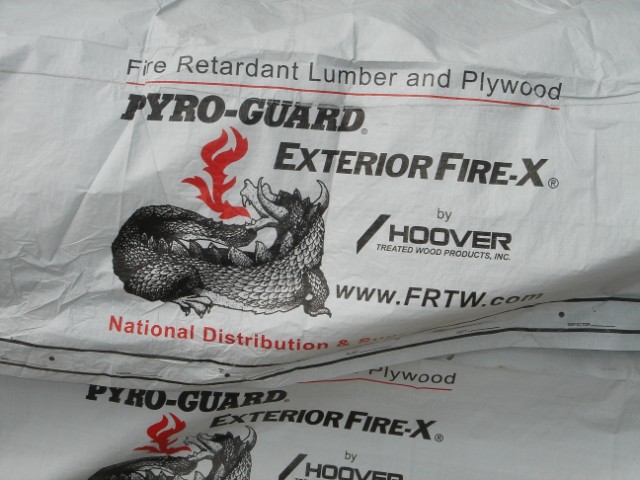 Fire Retardant Lumber and Plywood
PYRO-GUARD®
EXTERIOR FIRE-X®
by
HOOVER
TREATED WOOD PRODUCTS, INC.
www.FRTW.com
National Distribution &
Plywood
PYRO-GUARD®
EXTERIOR FIRE-X®
by
HOOVER